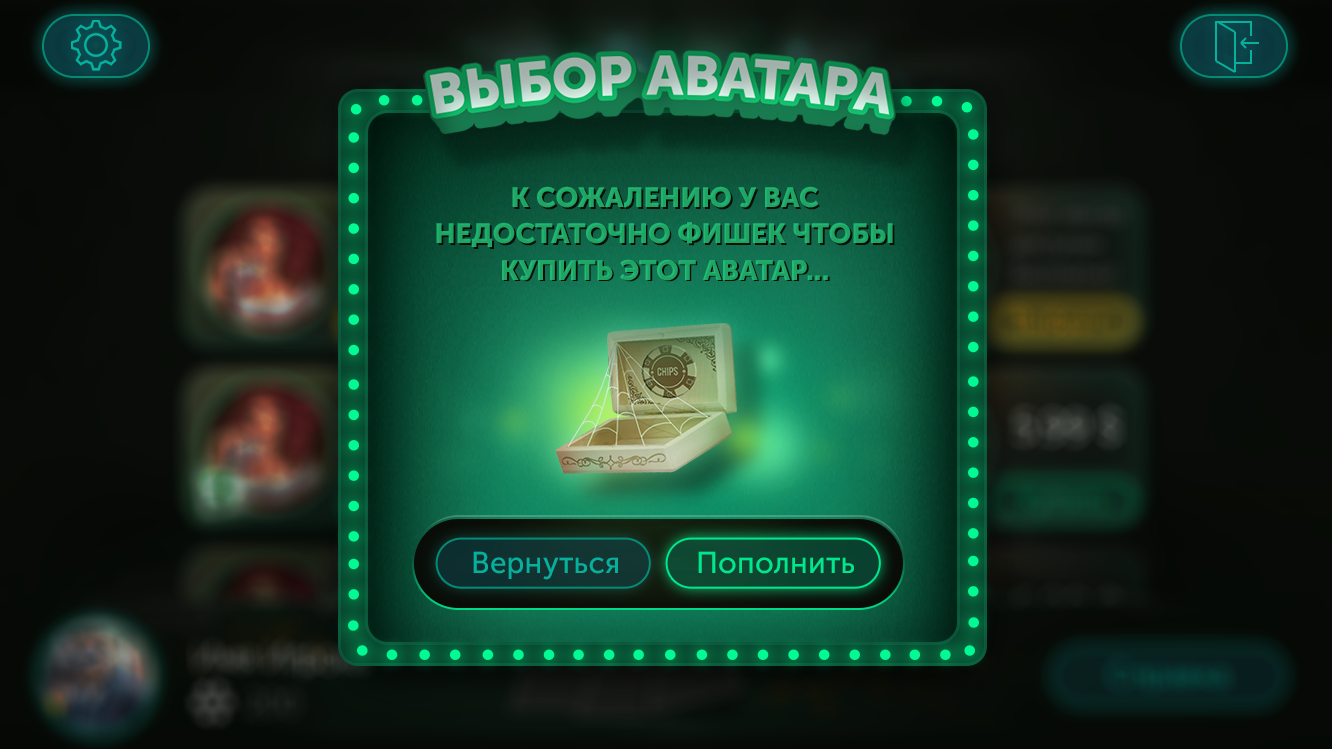 ВЫБОР АВАТАРА
К СОЖАЛЕНИЮ У ВАС
НЕДОСТАТОЧНО ФИШЕК ЧТОБЫ
КУПИТЬ ЭТОТ АВАТАР...
CHIPS
Вернуться
Пополнить